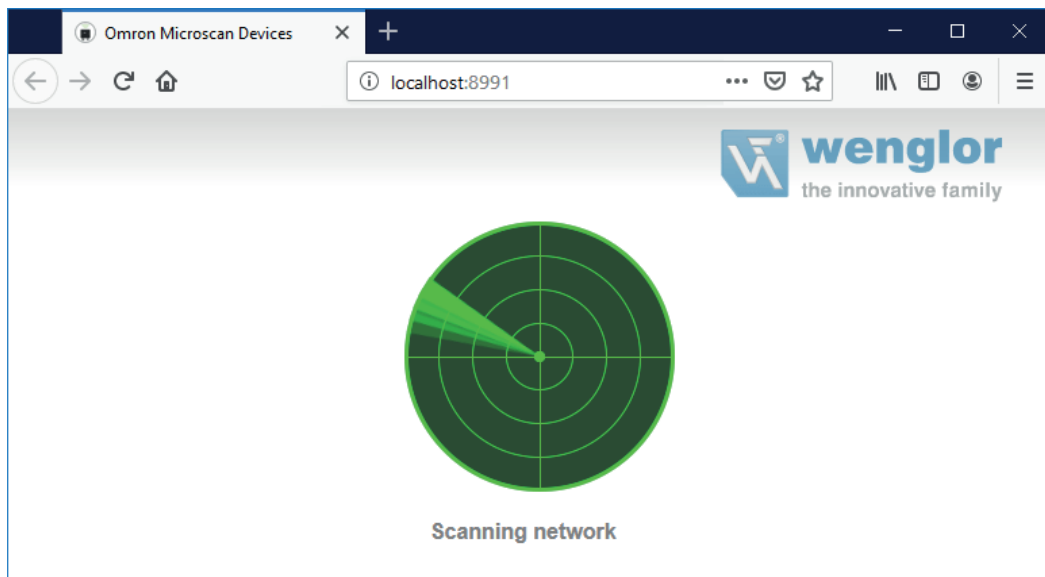 Omron Microscan Devices
localhost:8991
wenglor
the innovative family
Scanning network